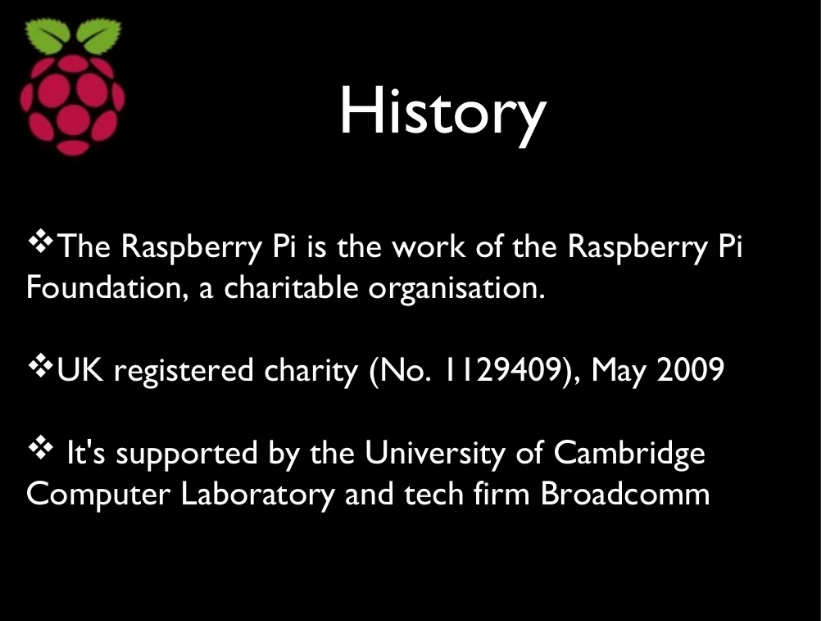 History
❖The Raspberry Pi is the work of the Raspberry Pi
Foundation, a charitable organisation.
❖UK registered charity (No. 1129409), May 2009
❖ It's supported by the University of Cambridge
Computer Laboratory and tech firm Broadcomm